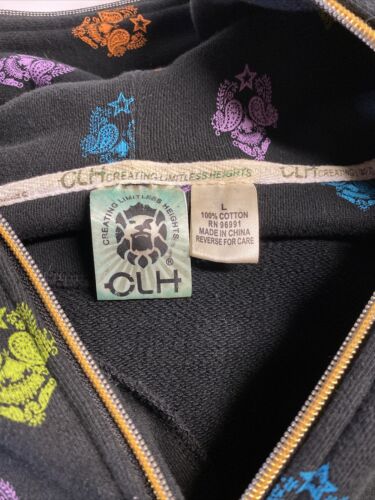 CLH CREATING LIMITLESS HEIGHTS
CLH CREATING LIMITLESS
CREATING LIMITLESS HEIGHTS
CLH
®
L
100% COTTON
RN 96991
MADE IN CHINA
REVERSE FOR CARE